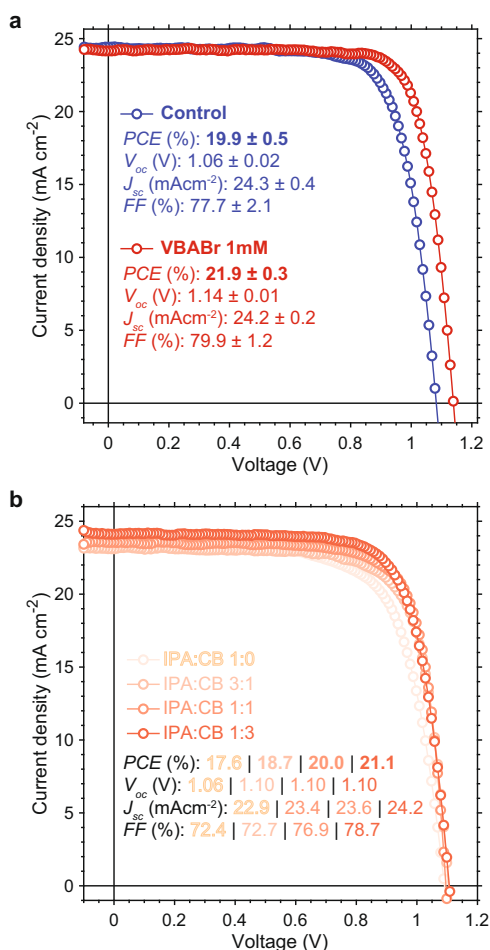 a
25
20
15
10
5
0
Current density (mA cm-2)
Control
PCE (%): 19.9 ± 0.5
Voc (V): 1.06 ± 0.02
Jsc (mAcm-2): 24.3 ± 0.4
FF (%): 77.7 ± 2.1
VBABr 1mM
PCE (%): 21.9 ± 0.3
Voc (V): 1.14 ± 0.01
Jsc (mAcm-2): 24.2 ± 0.2
FF (%): 79.9 ± 1.2
0 0.2 0.4 0.6 0.8 1 1.2
Voltage (V)
b
25
20
15
10
5
0
Current density (mA cm-2)
IPA:CB 1:0
IPA:CB 3:1
IPA:CB 1:1
IPA:CB 1:3
PCE (%): 17.6 | 18.7 | 20.0 | 21.1
Voc (V): 1.06 | 1.10 | 1.10 | 1.10
Jsc (mAcm-2): 22.9 | 23.4 | 23.6 | 24.2
FF (%): 72.4 | 72.7 | 76.9 | 78.7
0 0.2 0.4 0.6 0.8 1 1.2
Voltage (V)